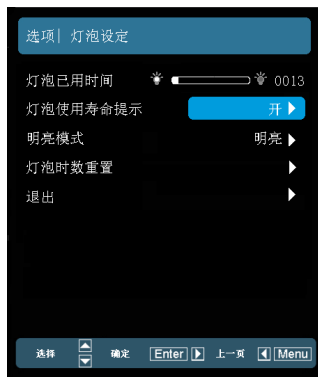 选项| 灯泡设定
灯泡已用时间 0013
灯泡使用寿命提示 开
明亮模式 明亮
灯泡时数重置
退出
选择 确定 Enter 上一页 Menu